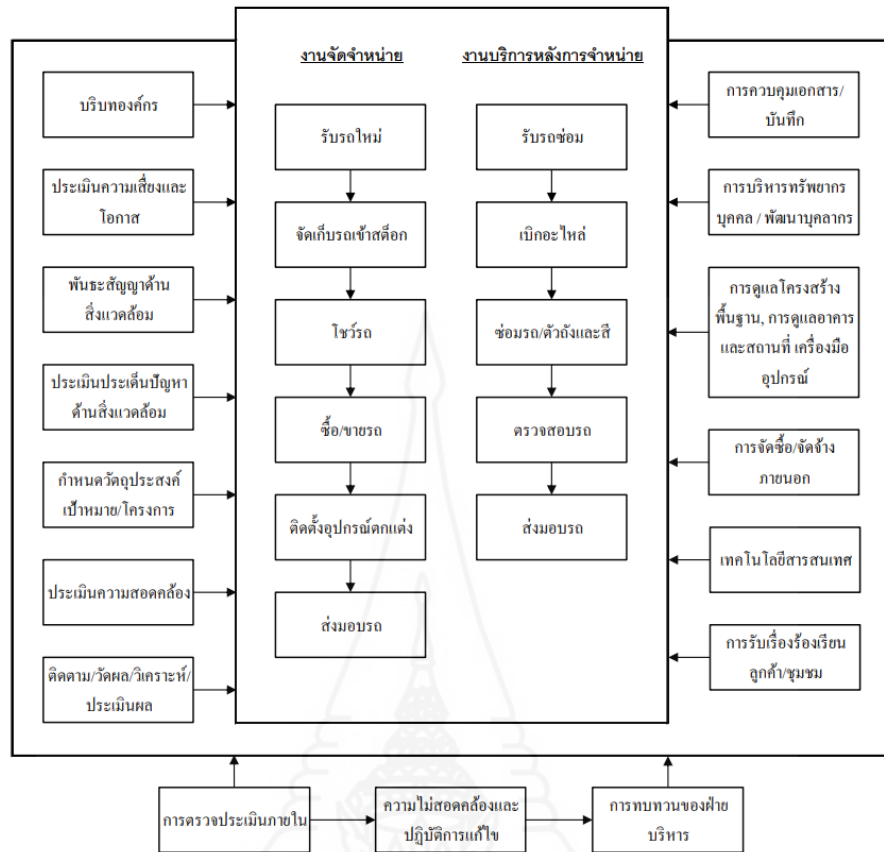 งานจัดจำหน่าย
งานบริการหลังการจำหน่าย
บริบทองค์กร
ประเมินความเสี่ยงและ
โอกาส
พันธะสัญญาด้าน
สิ่งแวดล้อม
ประเมินประเด็นปัญหา
ด้านสิ่งแวดล้อม
กำหนดวัตถุประสงค์
เป้าหมาย/โครงการ
ประเมินความสอดคล้อง
ติดตาม/วัดผล/วิเคราะห์/
ประเมินผล
รับรถใหม่
จัดเก็บรถเข้าสต็อก
โชว์รถ
ซื้อ/ขายรถ
ติดตั้งอุปกรณ์ตกแต่ง
ส่งมอบรถ
รับรถซ่อม
เบิกอะไหล่
ซ่อมรถ/ตัวถังและสี
ตรวจสอบรถ
ส่งมอบรถ
การควบคุมเอกสาร/
บันทึก
การบริหารทรัพยากร
บุคคล / พัฒนาบุคลากร
การดูแลโครงสร้าง
พื้นฐาน, การดูแลอาคาร
และสถานที่ เครื่องมือ
อุปกรณ์
การจัดซื้อ/จัดจ้าง
ภายนอก
เทคโนโลยีสารสนเทศ
การรับเรื่องร้องเรียน
ลูกค้า/ชุมชม
การตรวจประเมินภายใน
ความไม่สอดคล้องและ
ปฏิบัติการแก้ไข
การทบทวนของฝ่าย
บริหาร